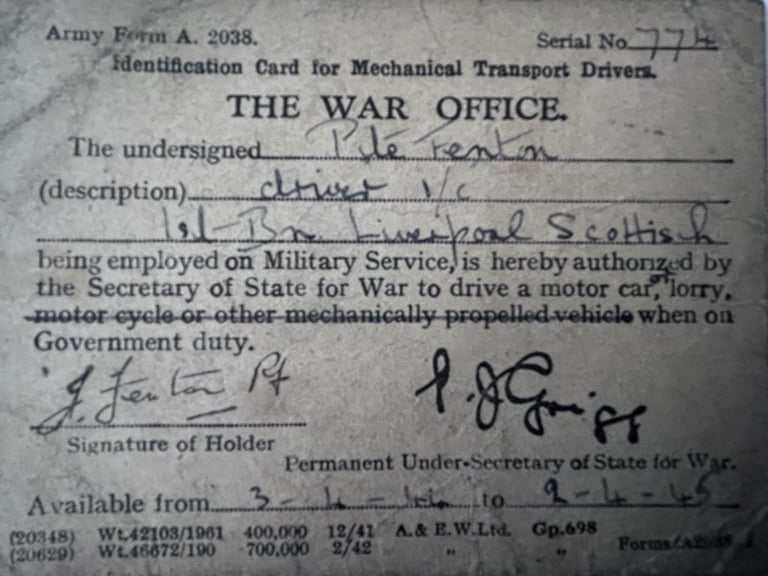 Army Form A. 2038.
Serial No 774
Identification Card for Mechanical Transport Drivers.
THE WAR OFFICE.
The undersigned Pte Fenton
(description) driver i/c
1st Bn Liverpool Scottish
being employed on Military Service, is hereby authorized by
the Secretary of State for War to drive a motor car, or lorry,
motor cycle or other mechanically propelled vehicle when on
Government duty.
J. Fenton Pte
P. J. Grigg
Signature of Holder
Permanent Under-Secretary of State for War.
Available from 3-4-44 to 2-4-45
(20348) Wt.42103/1961 400,000 12/41 A.& E.W.Ltd. Gp.698
(20629) Wt.46672/190 700,000 2/42 " " Forms/A2038